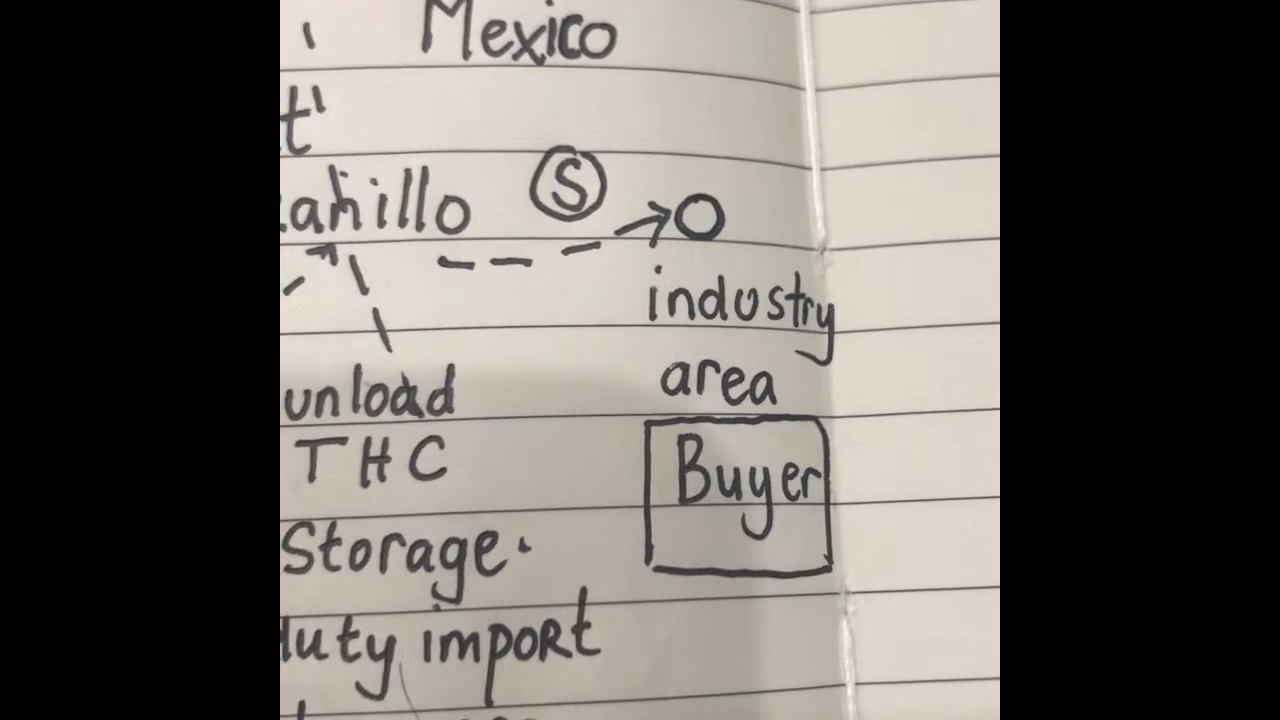 Mexico
t'
anillo S
industry
area
unload
THC
Buyer
Storage.
duty import